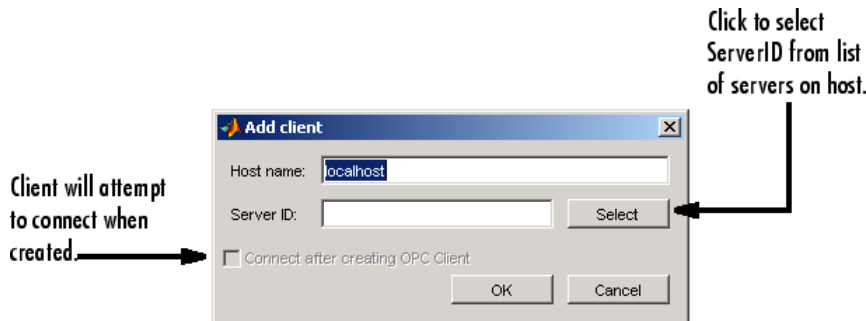 Click to select
ServerID from list
of servers on host.
Add client
Host name: localhost
Client will attempt
to connect when
created.
Server ID: Select
Connect after creating OPC Client
OK Cancel